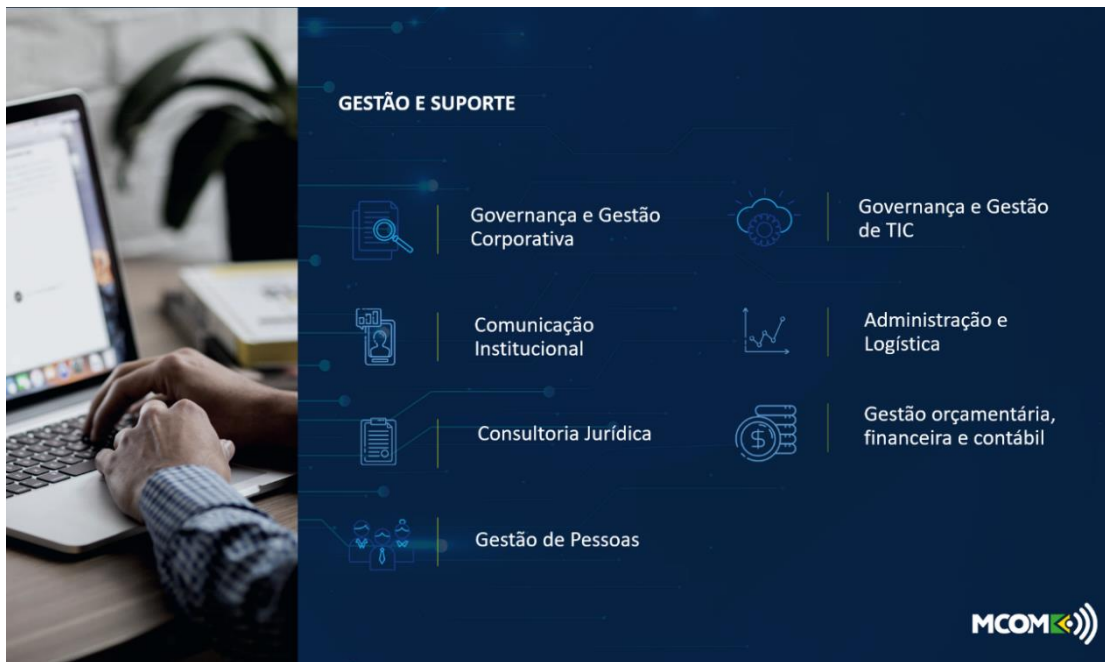 GESTÃO E SUPORTE
Governança e Gestão
Corporativa
Comunicação
Institucional
Consultoria Jurídica
Gestão de Pessoas
Governança e Gestão
de TIC
Administração e
Logística
Gestão orçamentária,
financeira e contábil
MCOM